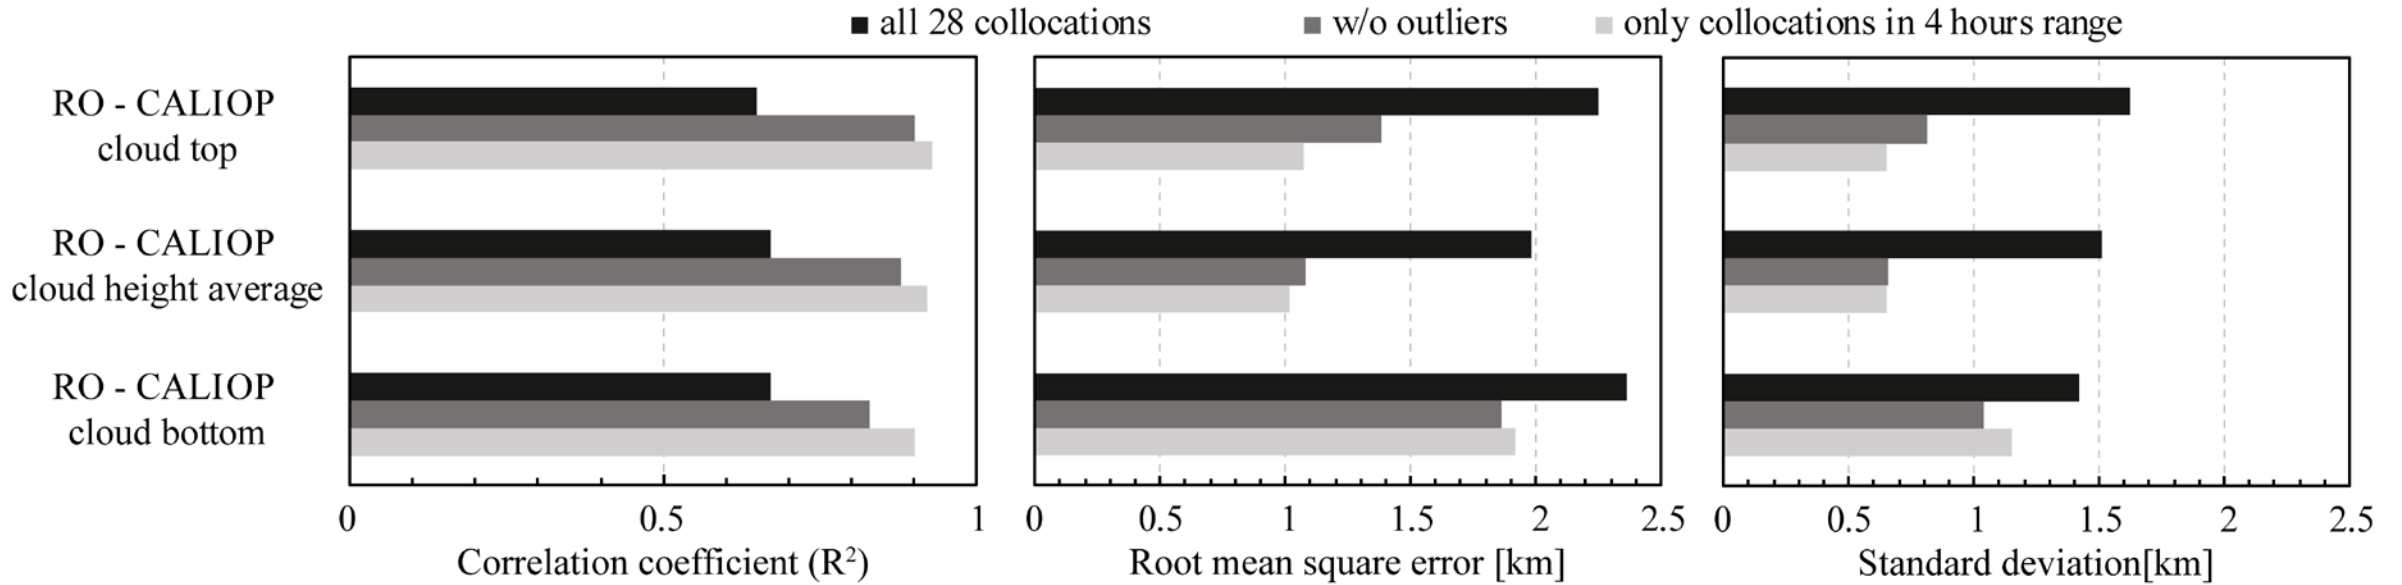 all 28 collocations w/o outliers only collocations in 4 hours range
RO - CALIOP
cloud top
RO - CALIOP
cloud height average
RO - CALIOP
cloud bottom
0 0.5 1 0 0.5 1 1.5 2 2.5 0 0.5 1 1.5 2 2.5
Correlation coefficient (R²) Root mean square error [km] Standard deviation[km]